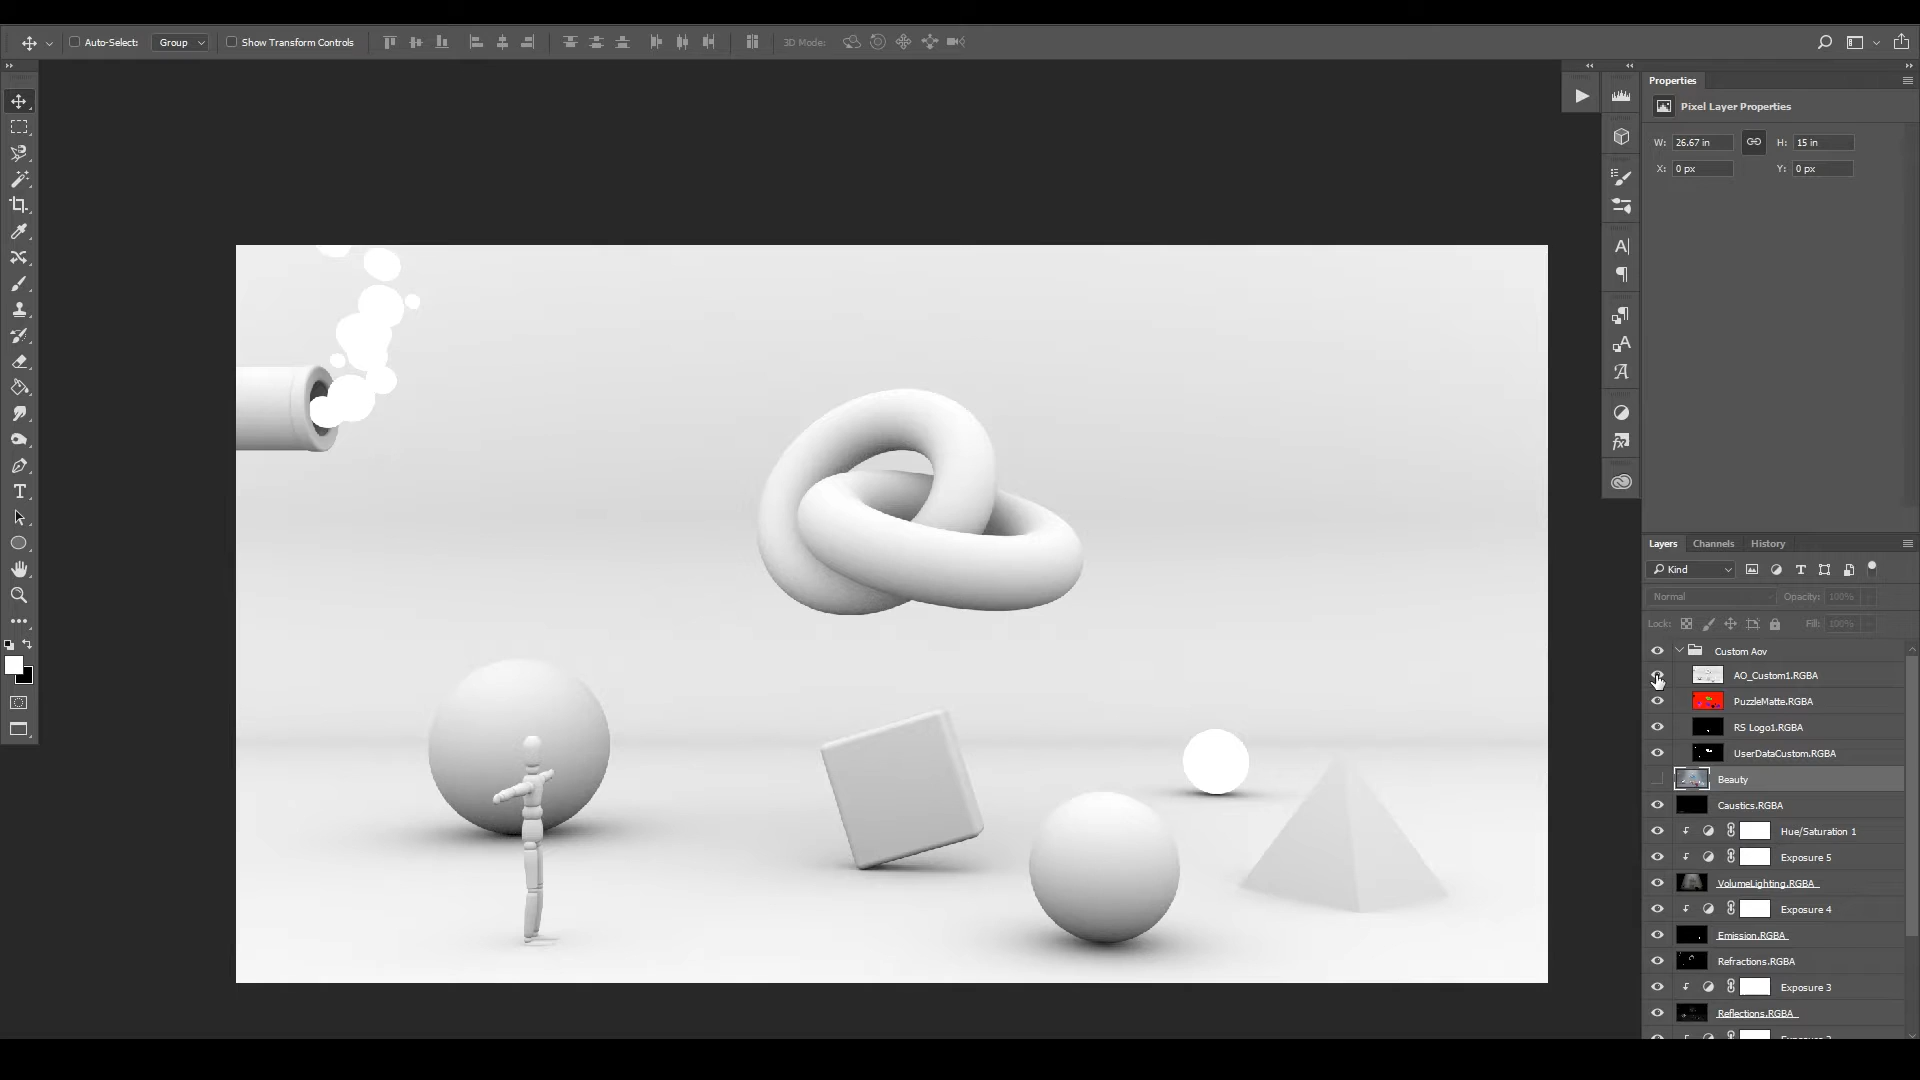 Auto-Select: Group Show Transform Controls 3D Mode:
Properties
Pixel Layer Properties
W: 26.67 in H: 15 in
X: 0 px Y: 0 px
Layers Channels History
Kind
Normal Opacity: 100%
Lock: Fill: 100%
Custom Aov
AO_Custom1.RGBA
PuzzleMatte.RGBA
RS Logo1.RGBA
UserDataCustom.RGBA
Beauty
Caustics.RGBA
Hue/Saturation 1
Exposure 5
VolumeLighting.RGBA
Exposure 4
Emission.RGBA
Refractions.RGBA
Exposure 3
Reflections.RGBA